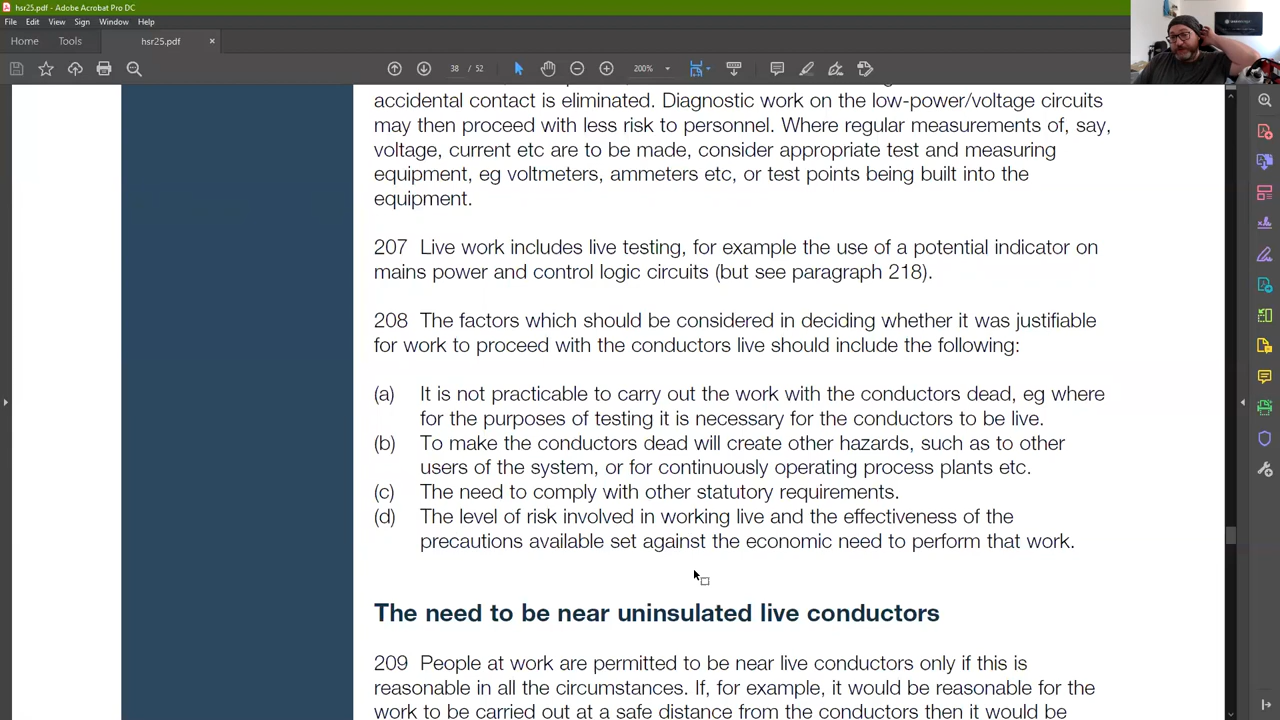 hsr25.pdf - Adobe Acrobat Pro DC
File Edit View Sign Window Help
Home Tools hsr25.pdf ×
38 / 52 200%
accidental contact is eliminated. Diagnostic work on the low-power/voltage circuits
may then proceed with less risk to personnel. Where regular measurements of, say,
voltage, current etc are to be made, consider appropriate test and measuring
equipment, eg voltmeters, ammeters etc, or test points being built into the
equipment.
207 Live work includes live testing, for example the use of a potential indicator on
mains power and control logic circuits (but see paragraph 218).
208 The factors which should be considered in deciding whether it was justifiable
for work to proceed with the conductors live should include the following:
(a) It is not practicable to carry out the work with the conductors dead, eg where
for the purposes of testing it is necessary for the conductors to be live.
(b) To make the conductors dead will create other hazards, such as to other
users of the system, or for continuously operating process plants etc.
(c) The need to comply with other statutory requirements.
(d) The level of risk involved in working live and the effectiveness of the
precautions available set against the economic need to perform that work.
The need to be near uninsulated live conductors
209 People at work are permitted to be near live conductors only if this is
reasonable in all the circumstances. If, for example, it would be reasonable for the
work to be carried out at a safe distance from the conductors then it would be